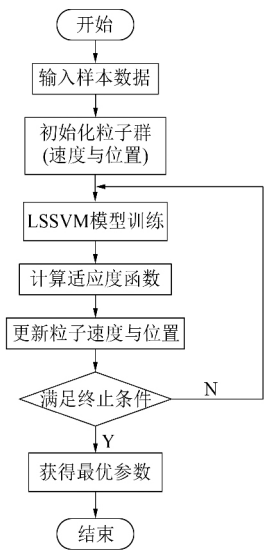 开始
输入样本数据
初始化粒子群
(速度与位置)
LSSVM模型训练
计算适应度函数
更新粒子速度与位置
满足终止条件
N
Y
获得最优参数
结束